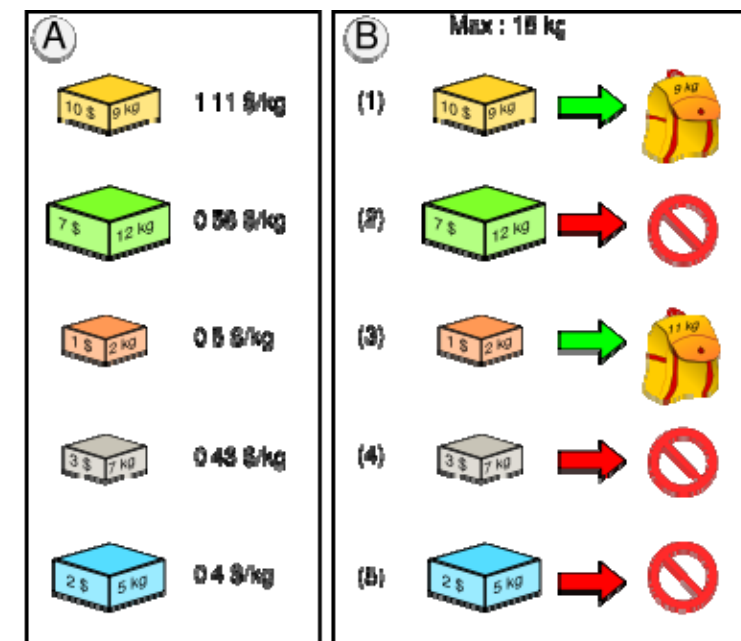 A
10 $ 9 kg 1 11 $/kg
7 $ 12 kg 0 58 $/kg
1 $ 2 kg 0 5 $/kg
3 $ 7 kg 0 43 $/kg
2 $ 5 kg 0 4 $/kg
B
Max : 15 kg
(1) 10 $ 9 kg 9 kg
(2) 7 $ 12 kg
(3) 1 $ 2 kg 11 kg
(4) 3 $ 7 kg
(5) 2 $ 5 kg